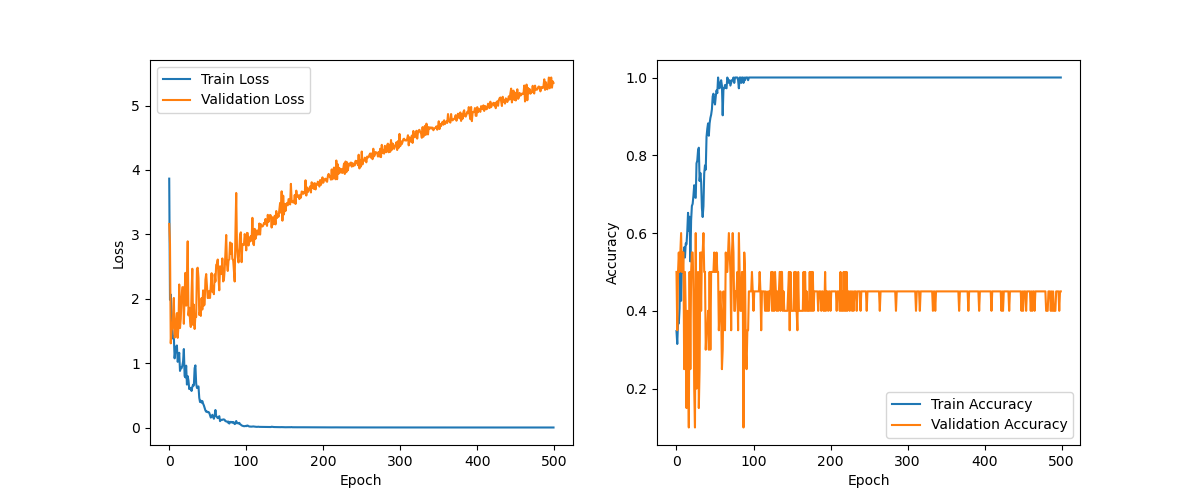 Train Loss
Validation Loss
Loss
5
4
3
2
1
0
0 100 200 300 400 500
Epoch
Accuracy
1.0
0.8
0.6
0.4
0.2
Train Accuracy
Validation Accuracy
0 100 200 300 400 500
Epoch